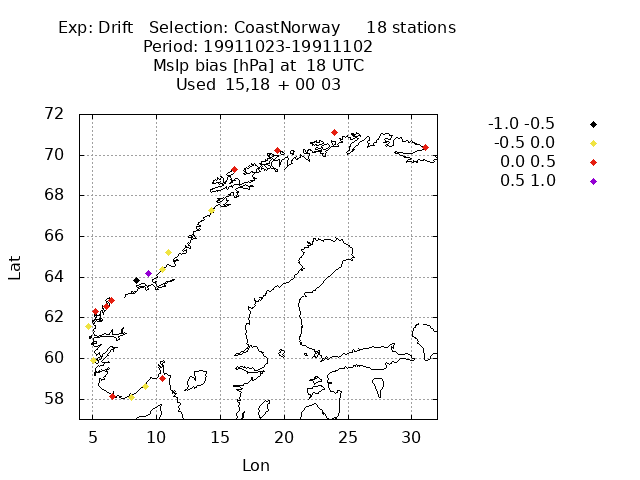 Exp: Drift   Selection: CoastNorway     18 stations
Period: 19911023-19911102
Mslp bias [hPa] at  18 UTC
Used  15,18  + 00 03
72
70
68
66
64
62
60
58
5 10 15 20 25 30
Lat
Lon
-1.0 -0.5
-0.5 0.0
0.0 0.5
0.5 1.0